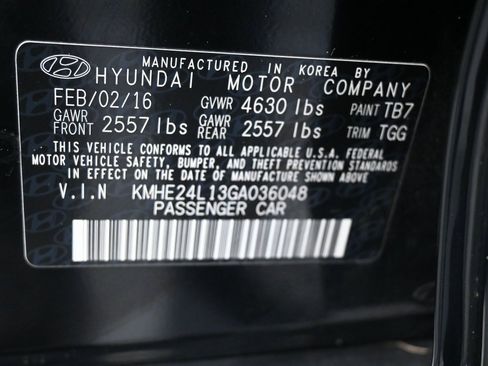 MANUFACTURED IN KOREA BY
HYUNDAI MOTOR COMPANY
FEB/02/16 GVWR 4630 lbs PAINT TB7
GAWR FRONT 2557 lbs GAWR REAR 2557 lbs TRIM TGG
THIS VEHICLE CONFORMS TO ALL APPLICABLE U.S.A. FEDERAL
MOTOR VEHICLE SAFETY, BUMPER, AND THEFT PREVENTION STANDARDS
IN EFFECT ON THE DATE OF MANUFACTURE SHOWN ABOVE
V.I.N KMHE24L13GA036048
PASSENGER CAR